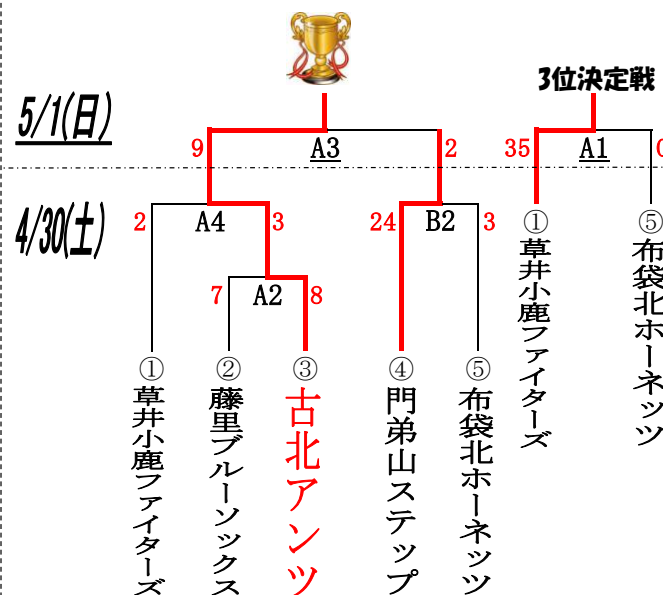 3位決定戦
5/1(日)
9
A3
2
35
A1
0
4/30(土)
2
A4
3
24
B2
3
7
A2
8
①草井小鹿ファイターズ
②藤里ブルーソックス
③古北アンツ
④門弟山ステップ
⑤布袋北ホーネッツ
①草井小鹿ファイターズ
⑤布袋北ホーネッツ